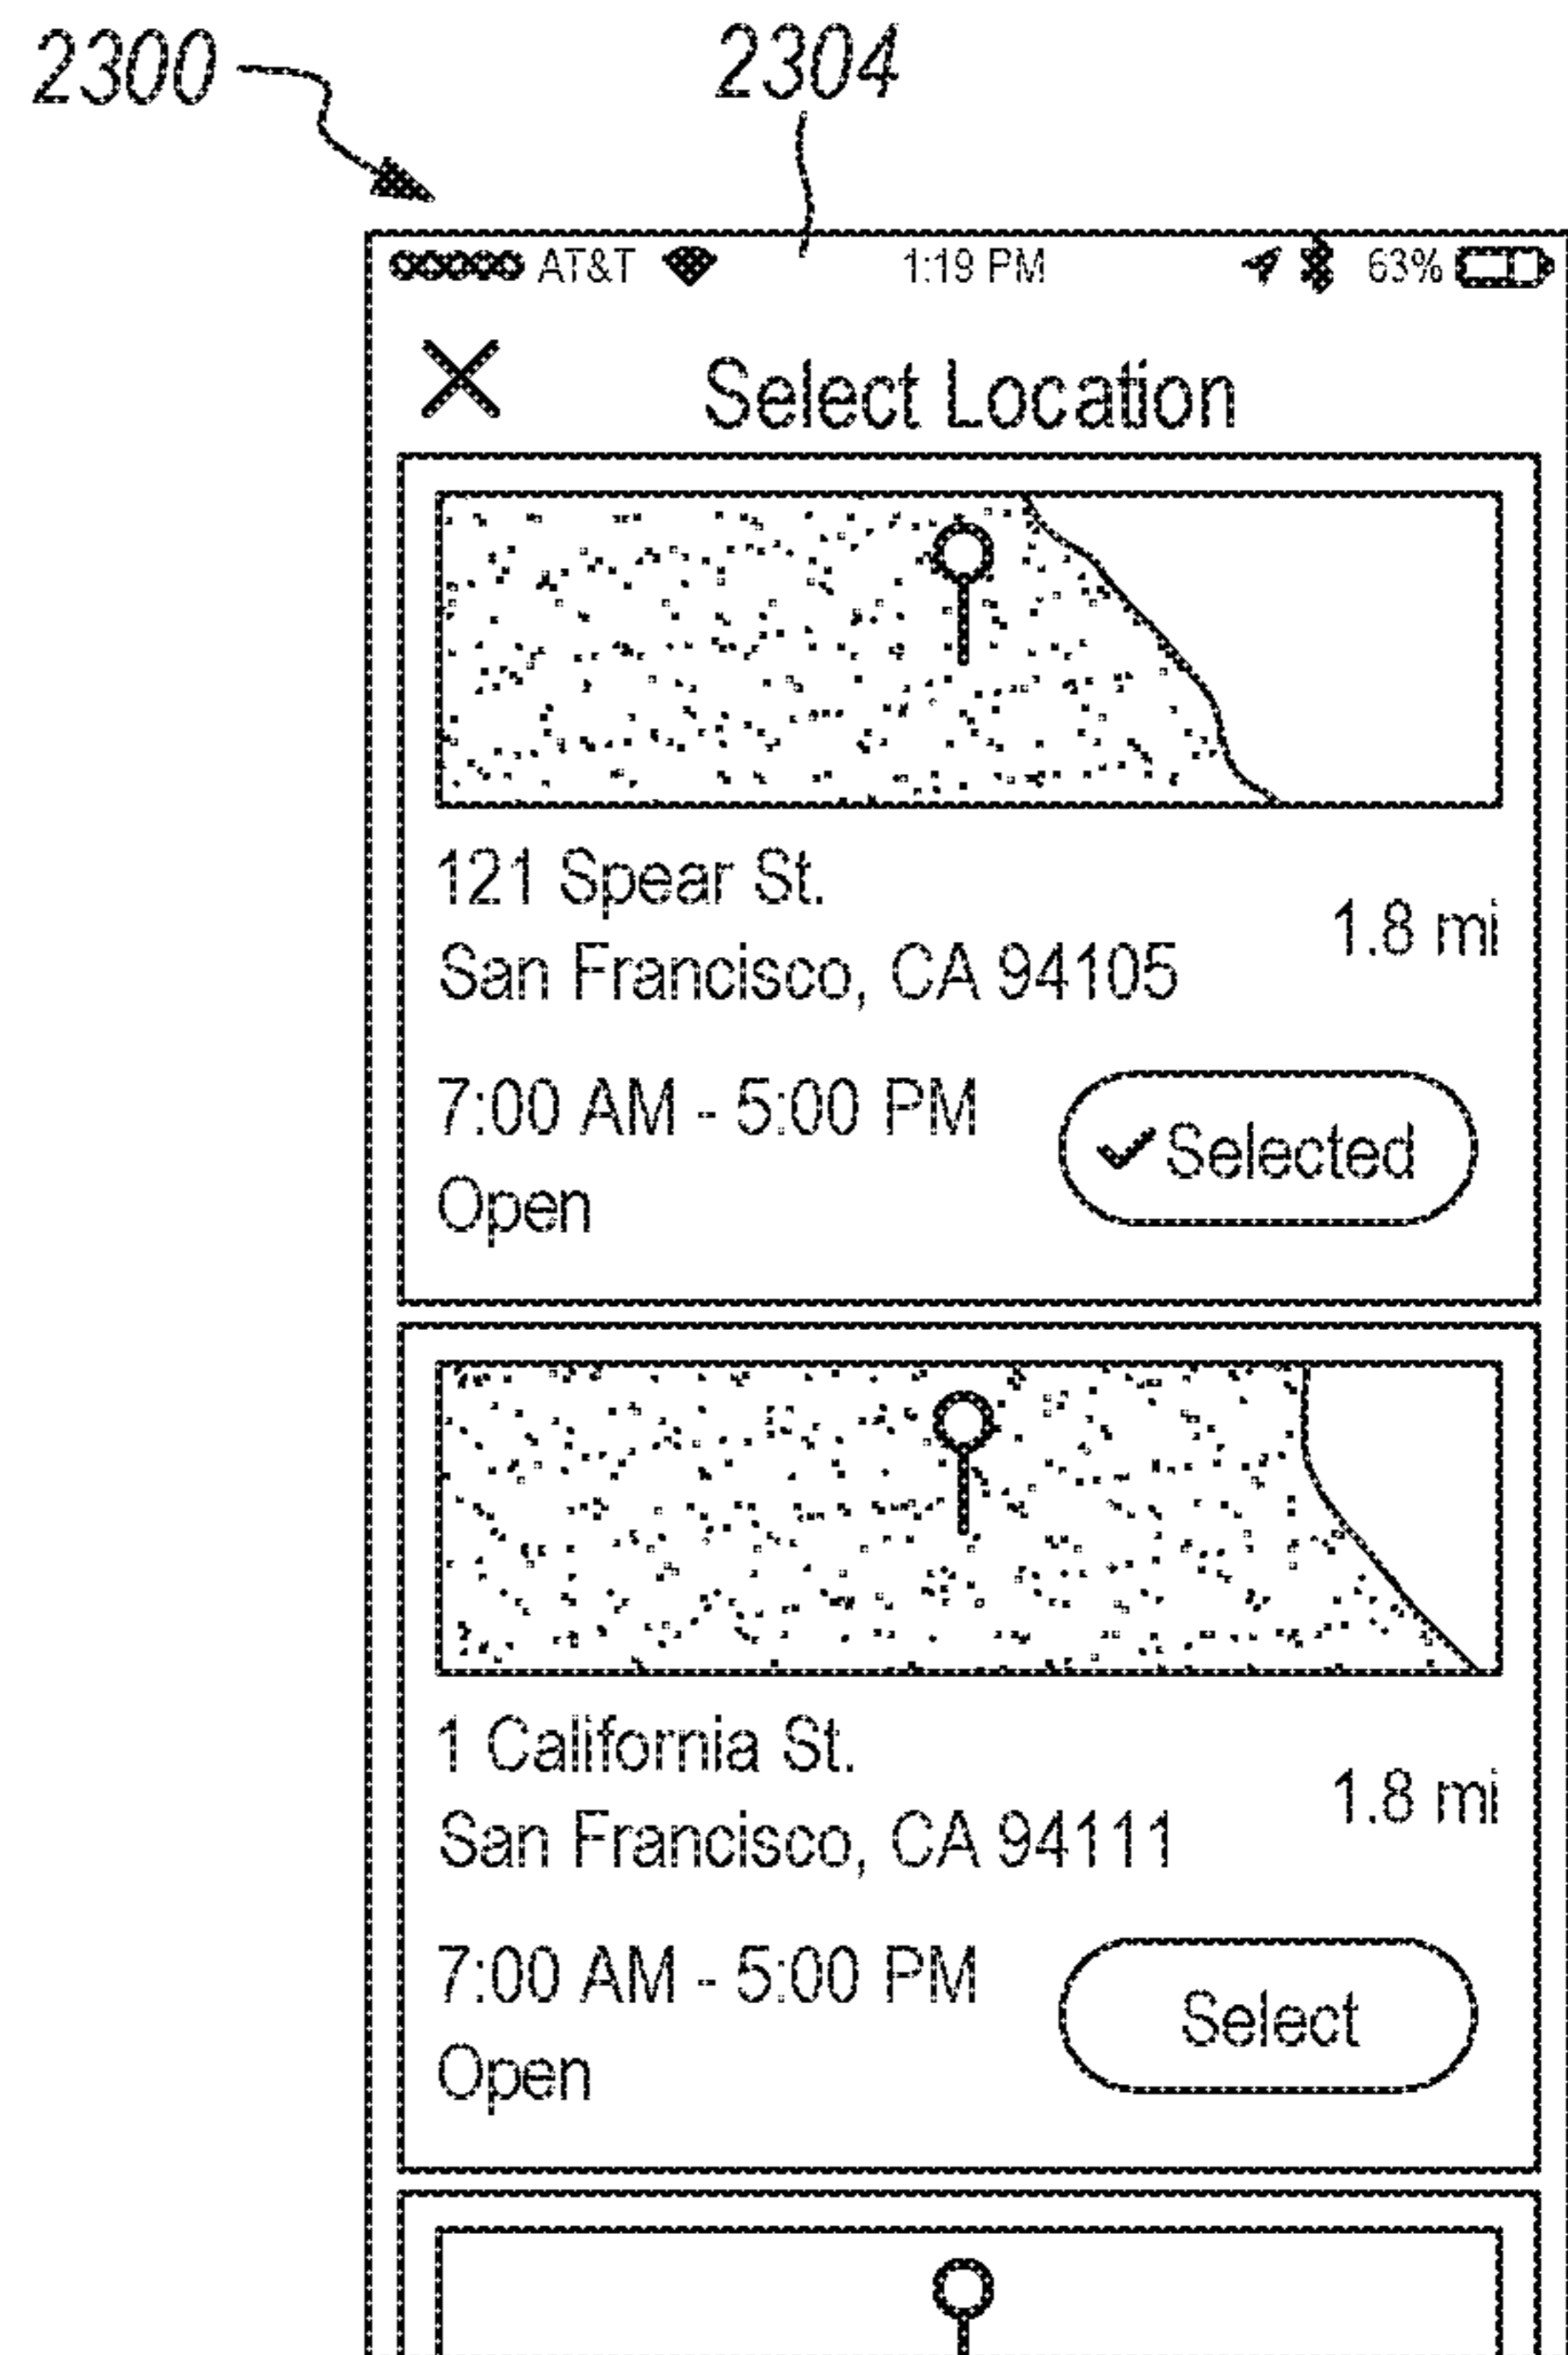 2300
2304
AT&T 1:19 PM 63%
Select Location
121 Spear St.
San Francisco, CA 94105
1.8 mi
7:00 AM - 5:00 PM
Open
✓Selected
1 California St.
San Francisco, CA 94111
1.8 mi
7:00 AM - 5:00 PM
Open
Select